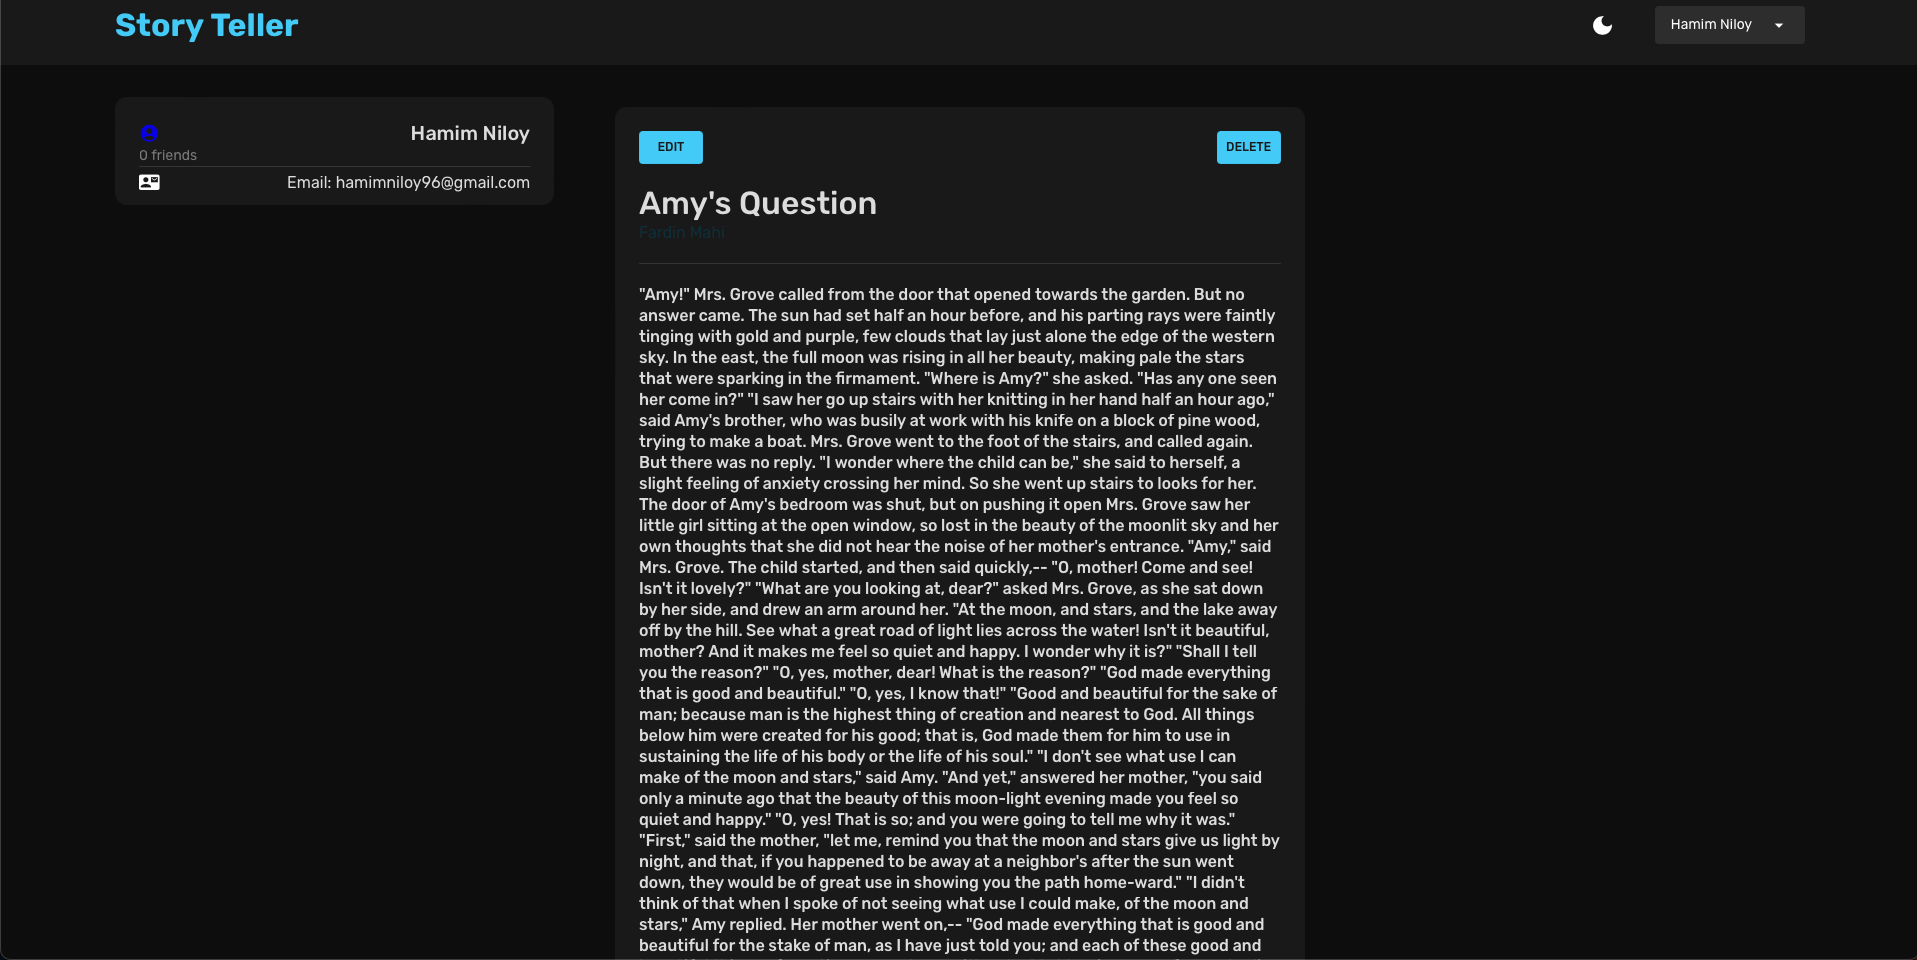 Story Teller
Hamim Niloy
Hamim Niloy
0 friends
Email: hamimniloy96@gmail.com
EDIT
DELETE
Amy's Question
Fardin Mahi
"Amy!" Mrs. Grove called from the door that opened towards the garden. But no
answer came. The sun had set half an hour before, and his parting rays were faintly
tinging with gold and purple, few clouds that lay just alone the edge of the western
sky. In the east, the full moon was rising in all her beauty, making pale the stars
that were sparking in the firmament. "Where is Amy?" she asked. "Has any one seen
her come in?" "I saw her go up stairs with her knitting in her hand half an hour ago,"
said Amy's brother, who was busily at work with his knife on a block of pine wood,
trying to make a boat. Mrs. Grove went to the foot of the stairs, and called again.
But there was no reply. "I wonder where the child can be," she said to herself, a
slight feeling of anxiety crossing her mind. So she went up stairs to looks for her.
The door of Amy's bedroom was shut, but on pushing it open Mrs. Grove saw her
little girl sitting at the open window, so lost in the beauty of the moonlit sky and her
own thoughts that she did not hear the noise of her mother's entrance. "Amy," said
Mrs. Grove. The child started, and then said quickly,-- "O, mother! Come and see!
Isn't it lovely?" "What are you looking at, dear?" asked Mrs. Grove, as she sat down
by her side, and drew an arm around her. "At the moon, and stars, and the lake away
off by the hill. See what a great road of light lies across the water! Isn't it beautiful,
mother? And it makes me feel so quiet and happy. I wonder why it is?" "Shall I tell
you the reason?" "O, yes, mother, dear! What is the reason?" "God made everything
that is good and beautiful." "O, yes, I know that!" "Good and beautiful for the sake of
man; because man is the highest thing of creation and nearest to God. All things
below him were created for his good; that is, God made them for him to use in
sustaining the life of his body or the life of his soul." "I don't see what use I can
make of the moon and stars," said Amy. "And yet," answered her mother, "you said
only a minute ago that the beauty of this moon-light evening made you feel so
quiet and happy." "O, yes! That is so; and you were going to tell me why it was."
"First," said the mother, "let me, remind you that the moon and stars give us light by
night, and that, if you happened to be away at a neighbor's after the sun went
down, they would be of great use in showing you the path home-ward." "I didn't
think of that when I spoke of not seeing what use I could make, of the moon and
stars," Amy replied. Her mother went on,-- "God made everything that is good and
beautiful for the stake of man, as I have just told you; and each of these good and